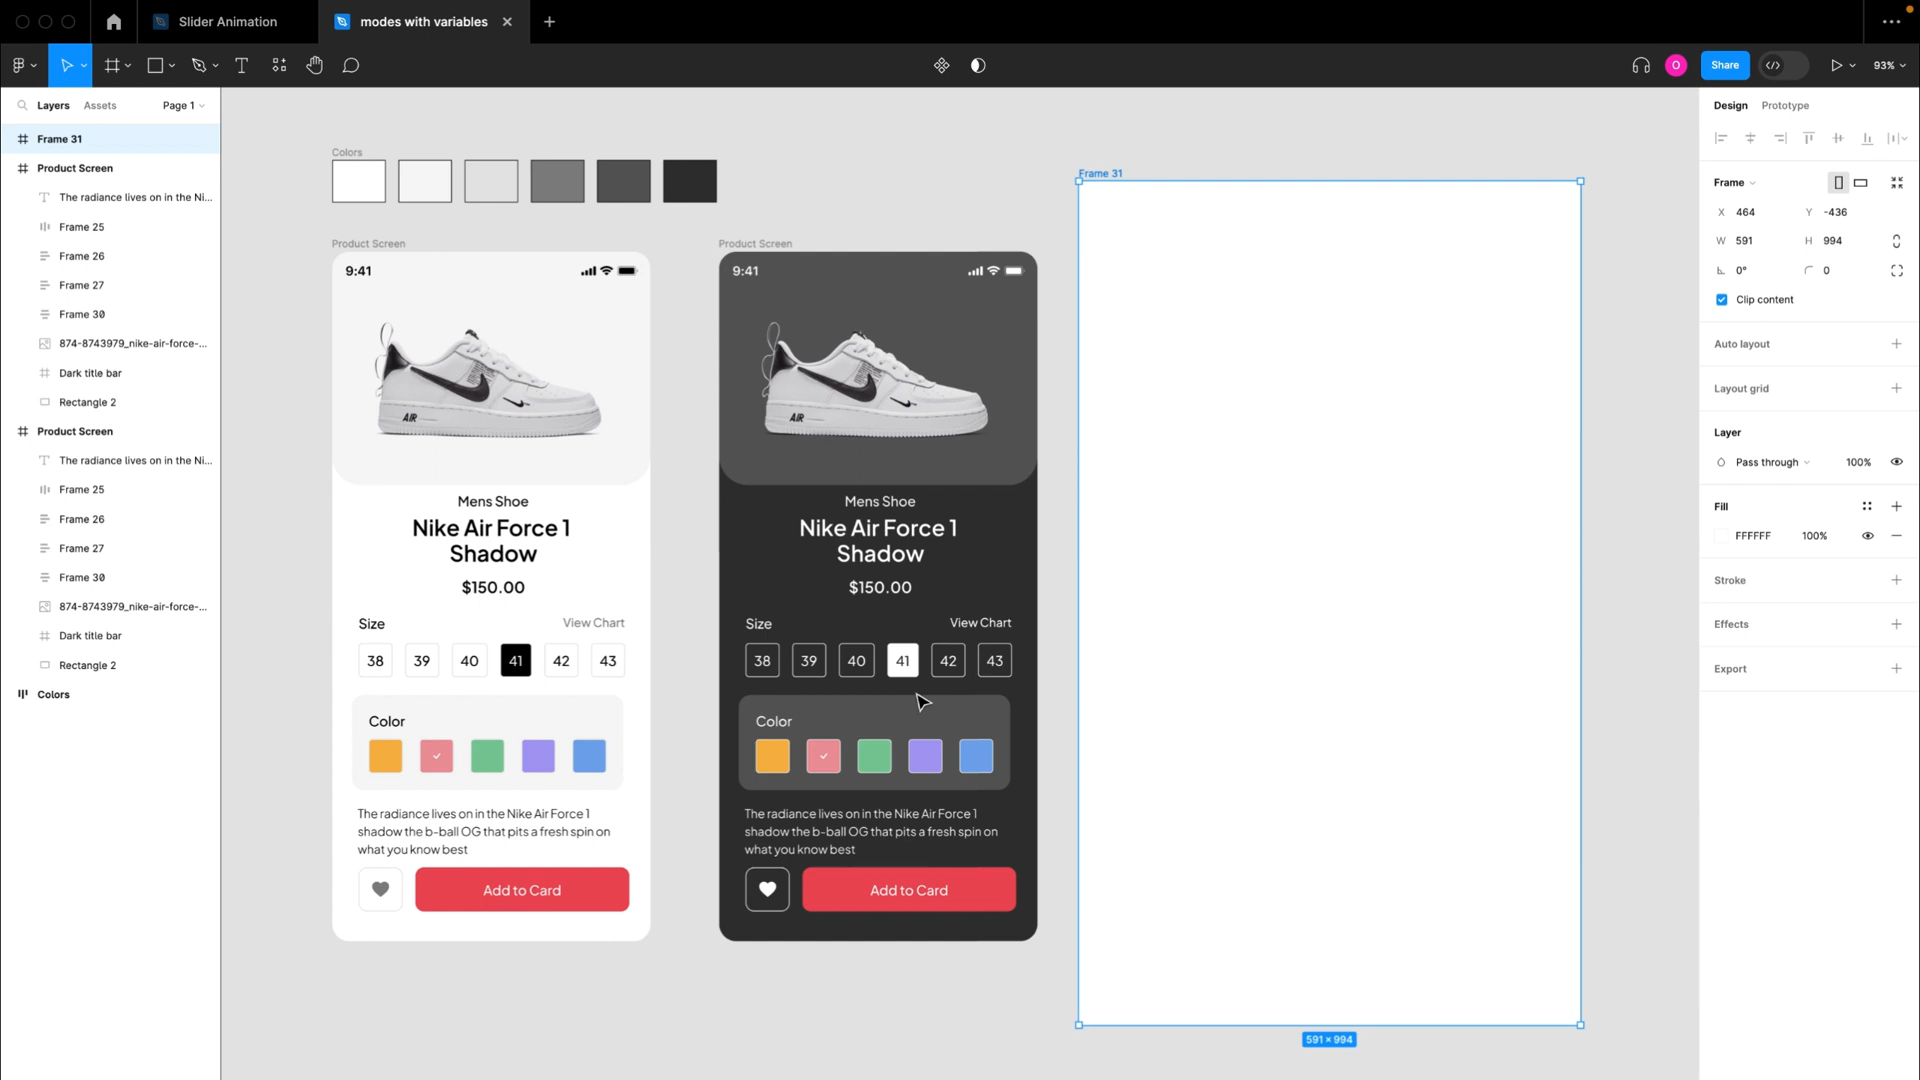 Slider Animation
modes with variables
O
Share
93%
Layers
Assets
Page 1
Frame 31
Product Screen
The radiance lives on in the Ni...
Frame 25
Frame 26
Frame 27
Frame 30
874-8743979_nike-air-force-...
Dark title bar
Rectangle 2
Product Screen
The radiance lives on in the Ni...
Frame 25
Frame 26
Frame 27
Frame 30
874-8743979_nike-air-force-...
Dark title bar
Rectangle 2
Colors
Colors
Product Screen
9:41
AIR
Mens Shoe
Nike Air Force 1
Shadow
$150.00
Size
View Chart
38
39
40
41
42
43
Color
The radiance lives on in the Nike Air Force 1
shadow the b-ball OG that pits a fresh spin on
what you know best
Add to Card
Product Screen
9:41
AIR
Mens Shoe
Nike Air Force 1
Shadow
$150.00
Size
View Chart
38
39
40
41
42
43
Color
The radiance lives on in the Nike Air Force 1
shadow the b-ball OG that pits a fresh spin on
what you know best
Add to Card
Frame 31
591 × 994
Design
Prototype
Frame
X 464
Y -436
W 591
H 994
0°
0
Clip content
Auto layout
Layout grid
Layer
Pass through
100%
Fill
FFFFFF
100%
Stroke
Effects
Export